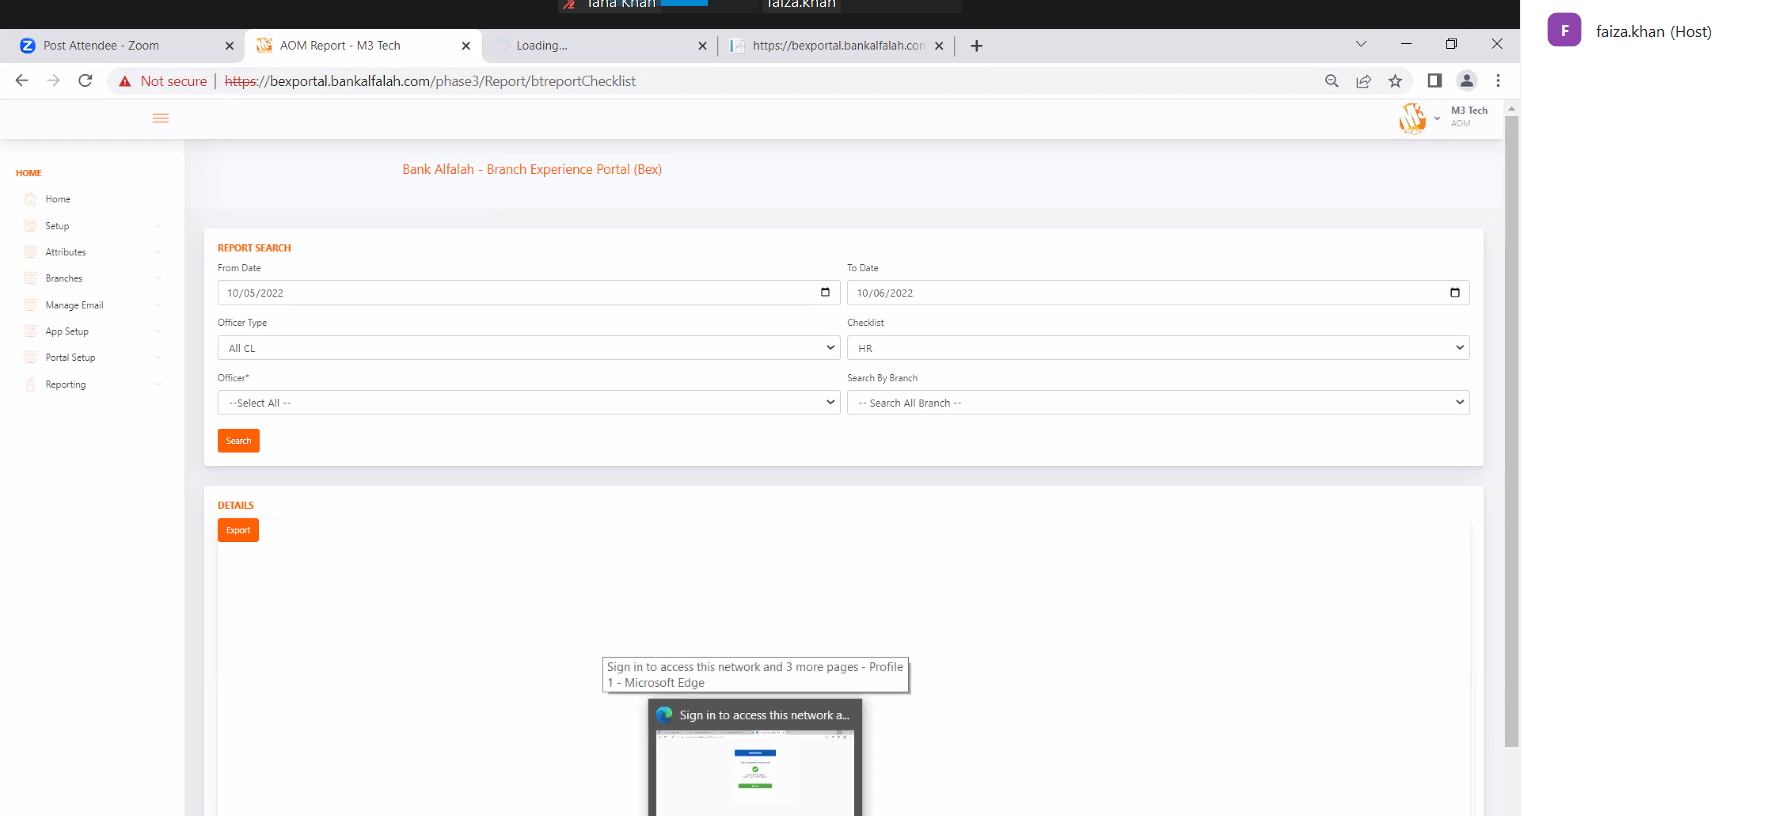 Taha Khan
faiza.khan
F
faiza.khan (Host)
Post Attendee - Zoom
AOM Report - M3 Tech
Loading...
https://bexportal.bankalfalah.con
Not secure
https://bexportal.bankalfalah.com/phase3/Report/btreportChecklist
M3 Tech
AOM
HOME
Home
Setup
Attributes
Branches
Manage Email
App Setup
Portal Setup
Reporting
Bank Alfalah - Branch Experience Portal (Bex)
REPORT SEARCH
From Date
To Date
10/05/2022
10/06/2022
Officer Type
Checklist
All CL
HR
Officer*
Search By Branch
--Select All --
-- Search All Branch --
Search
DETAILS
Export
Sign in to access this network and 3 more pages - Profile
1 - Microsoft Edge
Sign in to access this network a...